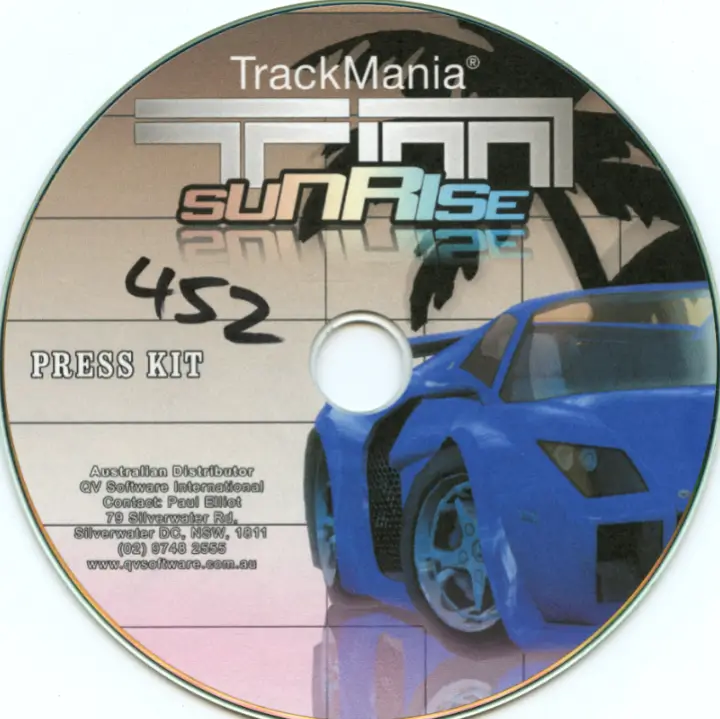 TrackMania®
TM
SUNRISE
452
PRESS KIT
Australian Distributor
QV Software International
Contact: Paul Elliot
79 Silverwater Rd,
Silverwater DC, NSW, 1811
(02) 9748 2555
www.qvsoftware.com.au